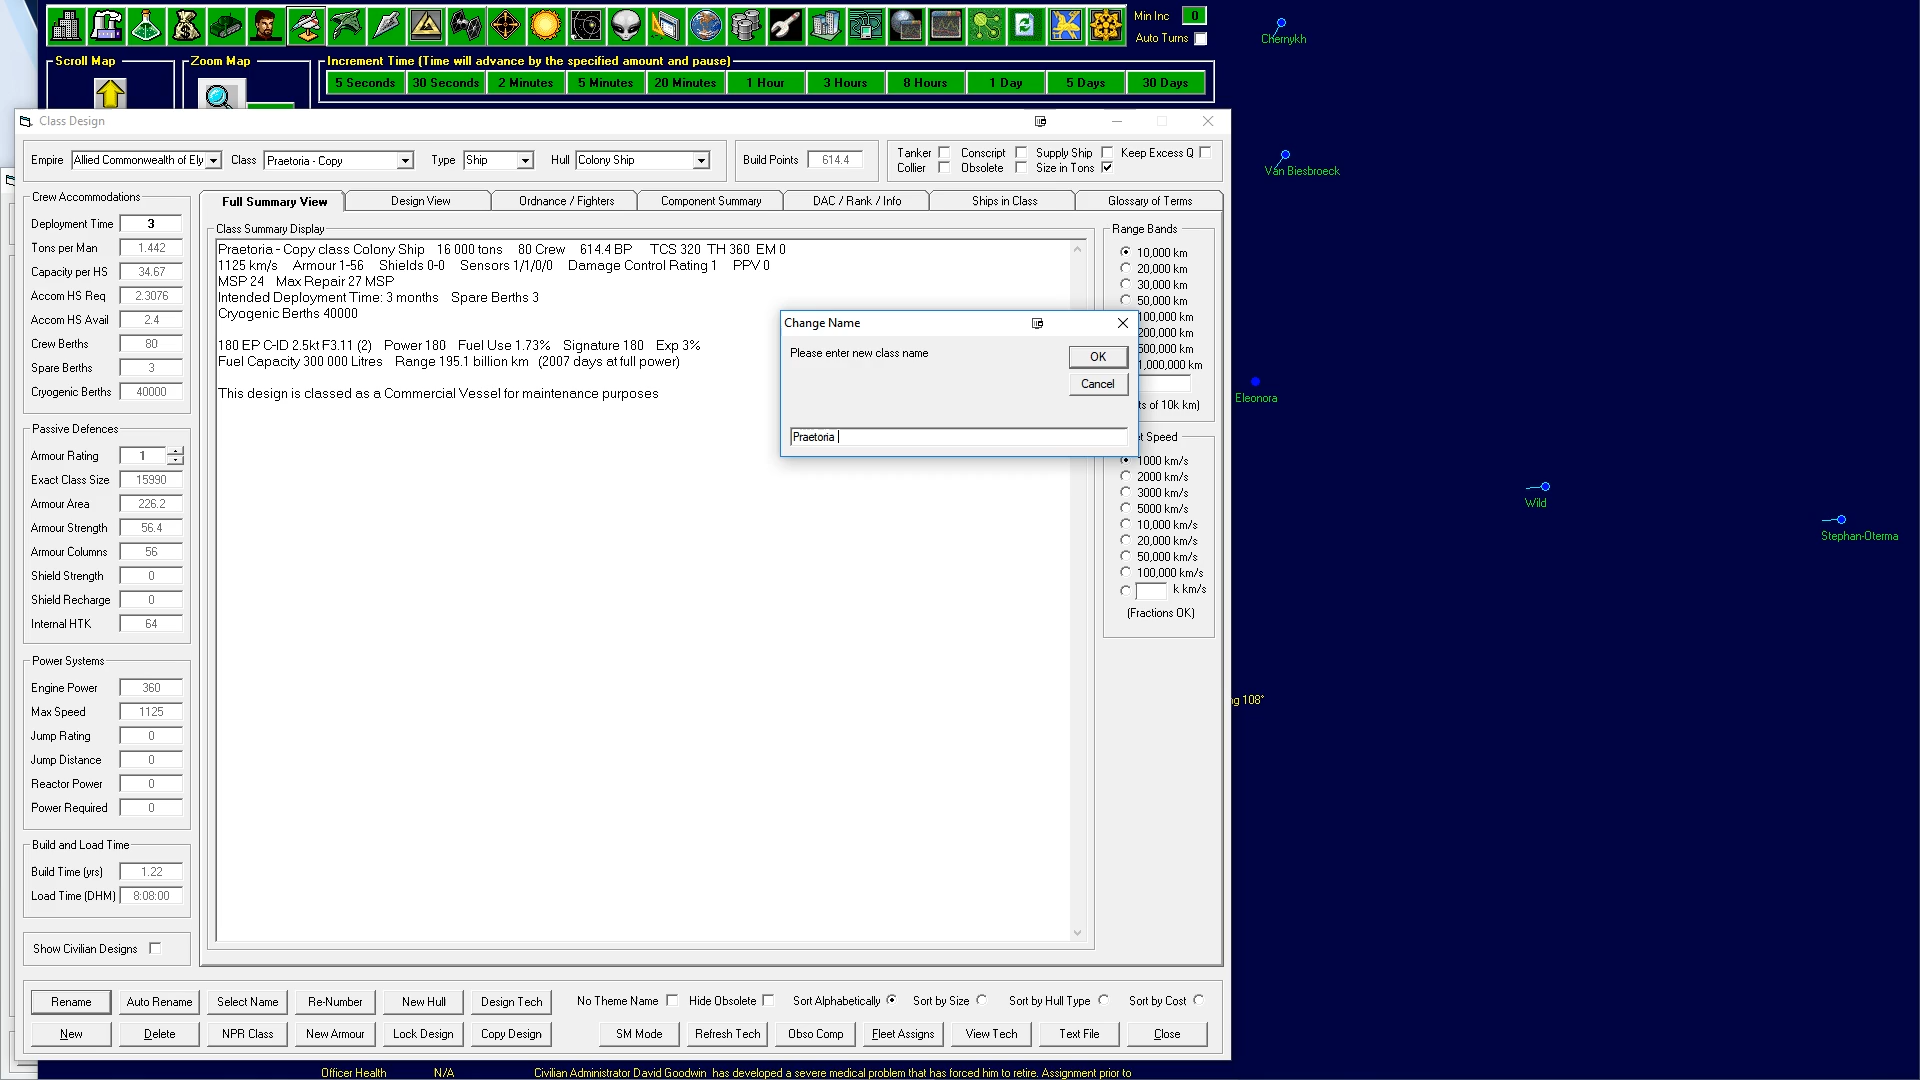 Min Inc 0
Auto Turns
Scroll Map
Zoom Map
Increment Time (Time will advance by the specified amount and pause)
5 Seconds 30 Seconds 2 Minutes 5 Minutes 20 Minutes 1 Hour 3 Hours 8 Hours 1 Day 5 Days 30 Days
Chernykh
Van Biesbroeck
Eleonora
Wild
Stephan-Oterma
Class Design
Empire Allied Commonwealth of Ely Class Praetoria - Copy Type Ship Hull Colony Ship Build Points 614.4
Tanker Conscript Supply Ship Keep Excess Q
Collier Obsolete Size in Tons
Crew Accommodations
Deployment Time 3
Tons per Man 1.442
Capacity per HS 34.67
Accom HS Req 2.3076
Accom HS Avail 2.4
Crew Berths 80
Spare Berths 3
Cryogenic Berths 40000
Passive Defences
Armour Rating 1
Exact Class Size 15990
Armour Area 226.2
Armour Strength 56.4
Armour Columns 56
Shield Strength 0
Shield Recharge 0
Internal HTK 64
Power Systems
Engine Power 360
Max Speed 1125
Jump Rating 0
Jump Distance 0
Reactor Power 0
Power Required 0
Build and Load Time
Build Time (yrs) 1.22
Load Time (DHM) 8:08:00
Show Civilian Designs
Full Summary View Design View Ordnance / Fighters Component Summary DAC / Rank / Info Ships in Class Glossary of Terms
Class Summary Display
Praetoria - Copy class Colony Ship 16 000 tons 80 Crew 614.4 BP TCS 320 TH 360 EM 0
1125 km/s Armour 1-56 Shields 0-0 Sensors 1/1/0/0 Damage Control Rating 1 PPV 0
MSP 24 Max Repair 27 MSP
Intended Deployment Time: 3 months Spare Berths 3
Cryogenic Berths 40000
180 EP C-ID 2.5kt F3.11 (2) Power 180 Fuel Use 1.73% Signature 180 Exp 3%
Fuel Capacity 300 000 Litres Range 195.1 billion km (2007 days at full power)
This design is classed as a Commercial Vessel for maintenance purposes
Change Name
Please enter new class name
OK
Cancel
Praetoria
Range Bands
10,000 km
20,000 km
30,000 km
50,000 km
100,000 km
200,000 km
500,000 km
1,000,000 km
ts of 10k km)
t Speed
1000 km/s
2000 km/s
3000 km/s
5000 km/s
10,000 km/s
20,000 km/s
50,000 km/s
100,000 km/s
k km/s
(Fractions OK)
g 108°
Rename Auto Rename Select Name Re-Number New Hull Design Tech No Theme Name Hide Obsolete Sort Alphabetically Sort by Size Sort by Hull Type Sort by Cost
New Delete NPR Class New Armour Lock Design Copy Design SM Mode Refresh Tech Obso Comp Fleet Assigns View Tech Text File Close
Officer Health N/A Civilian Administrator David Goodwin has developed a severe medical problem that has forced him to retire. Assignment prior to